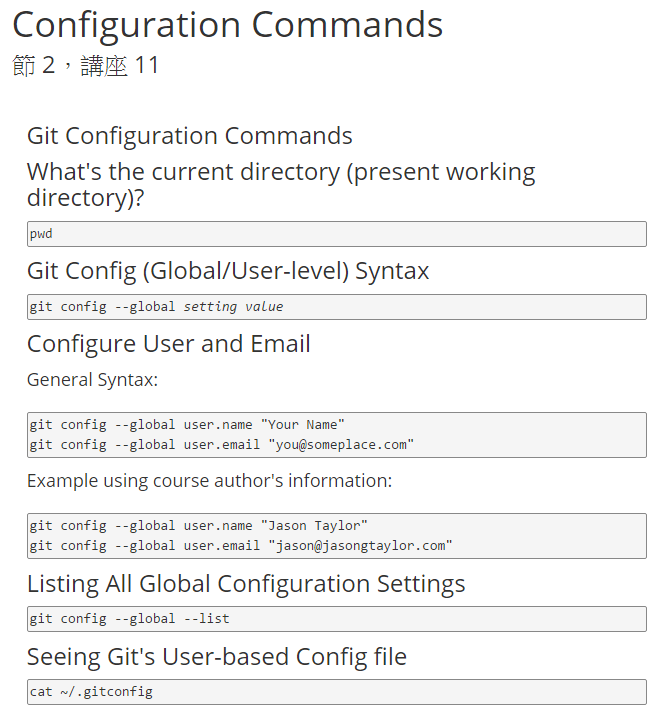 Configuration Commands
節 2，講座 11
Git Configuration Commands
What's the current directory (present working
directory)?
pwd
Git Config (Global/User-level) Syntax
git config --global setting value
Configure User and Email
General Syntax:
git config --global user.name "Your Name"
git config --global user.email "you@someplace.com"
Example using course author's information:
git config --global user.name "Jason Taylor"
git config --global user.email "jason@jasongtaylor.com"
Listing All Global Configuration Settings
git config --global --list
Seeing Git's User-based Config file
cat ~/.gitconfig